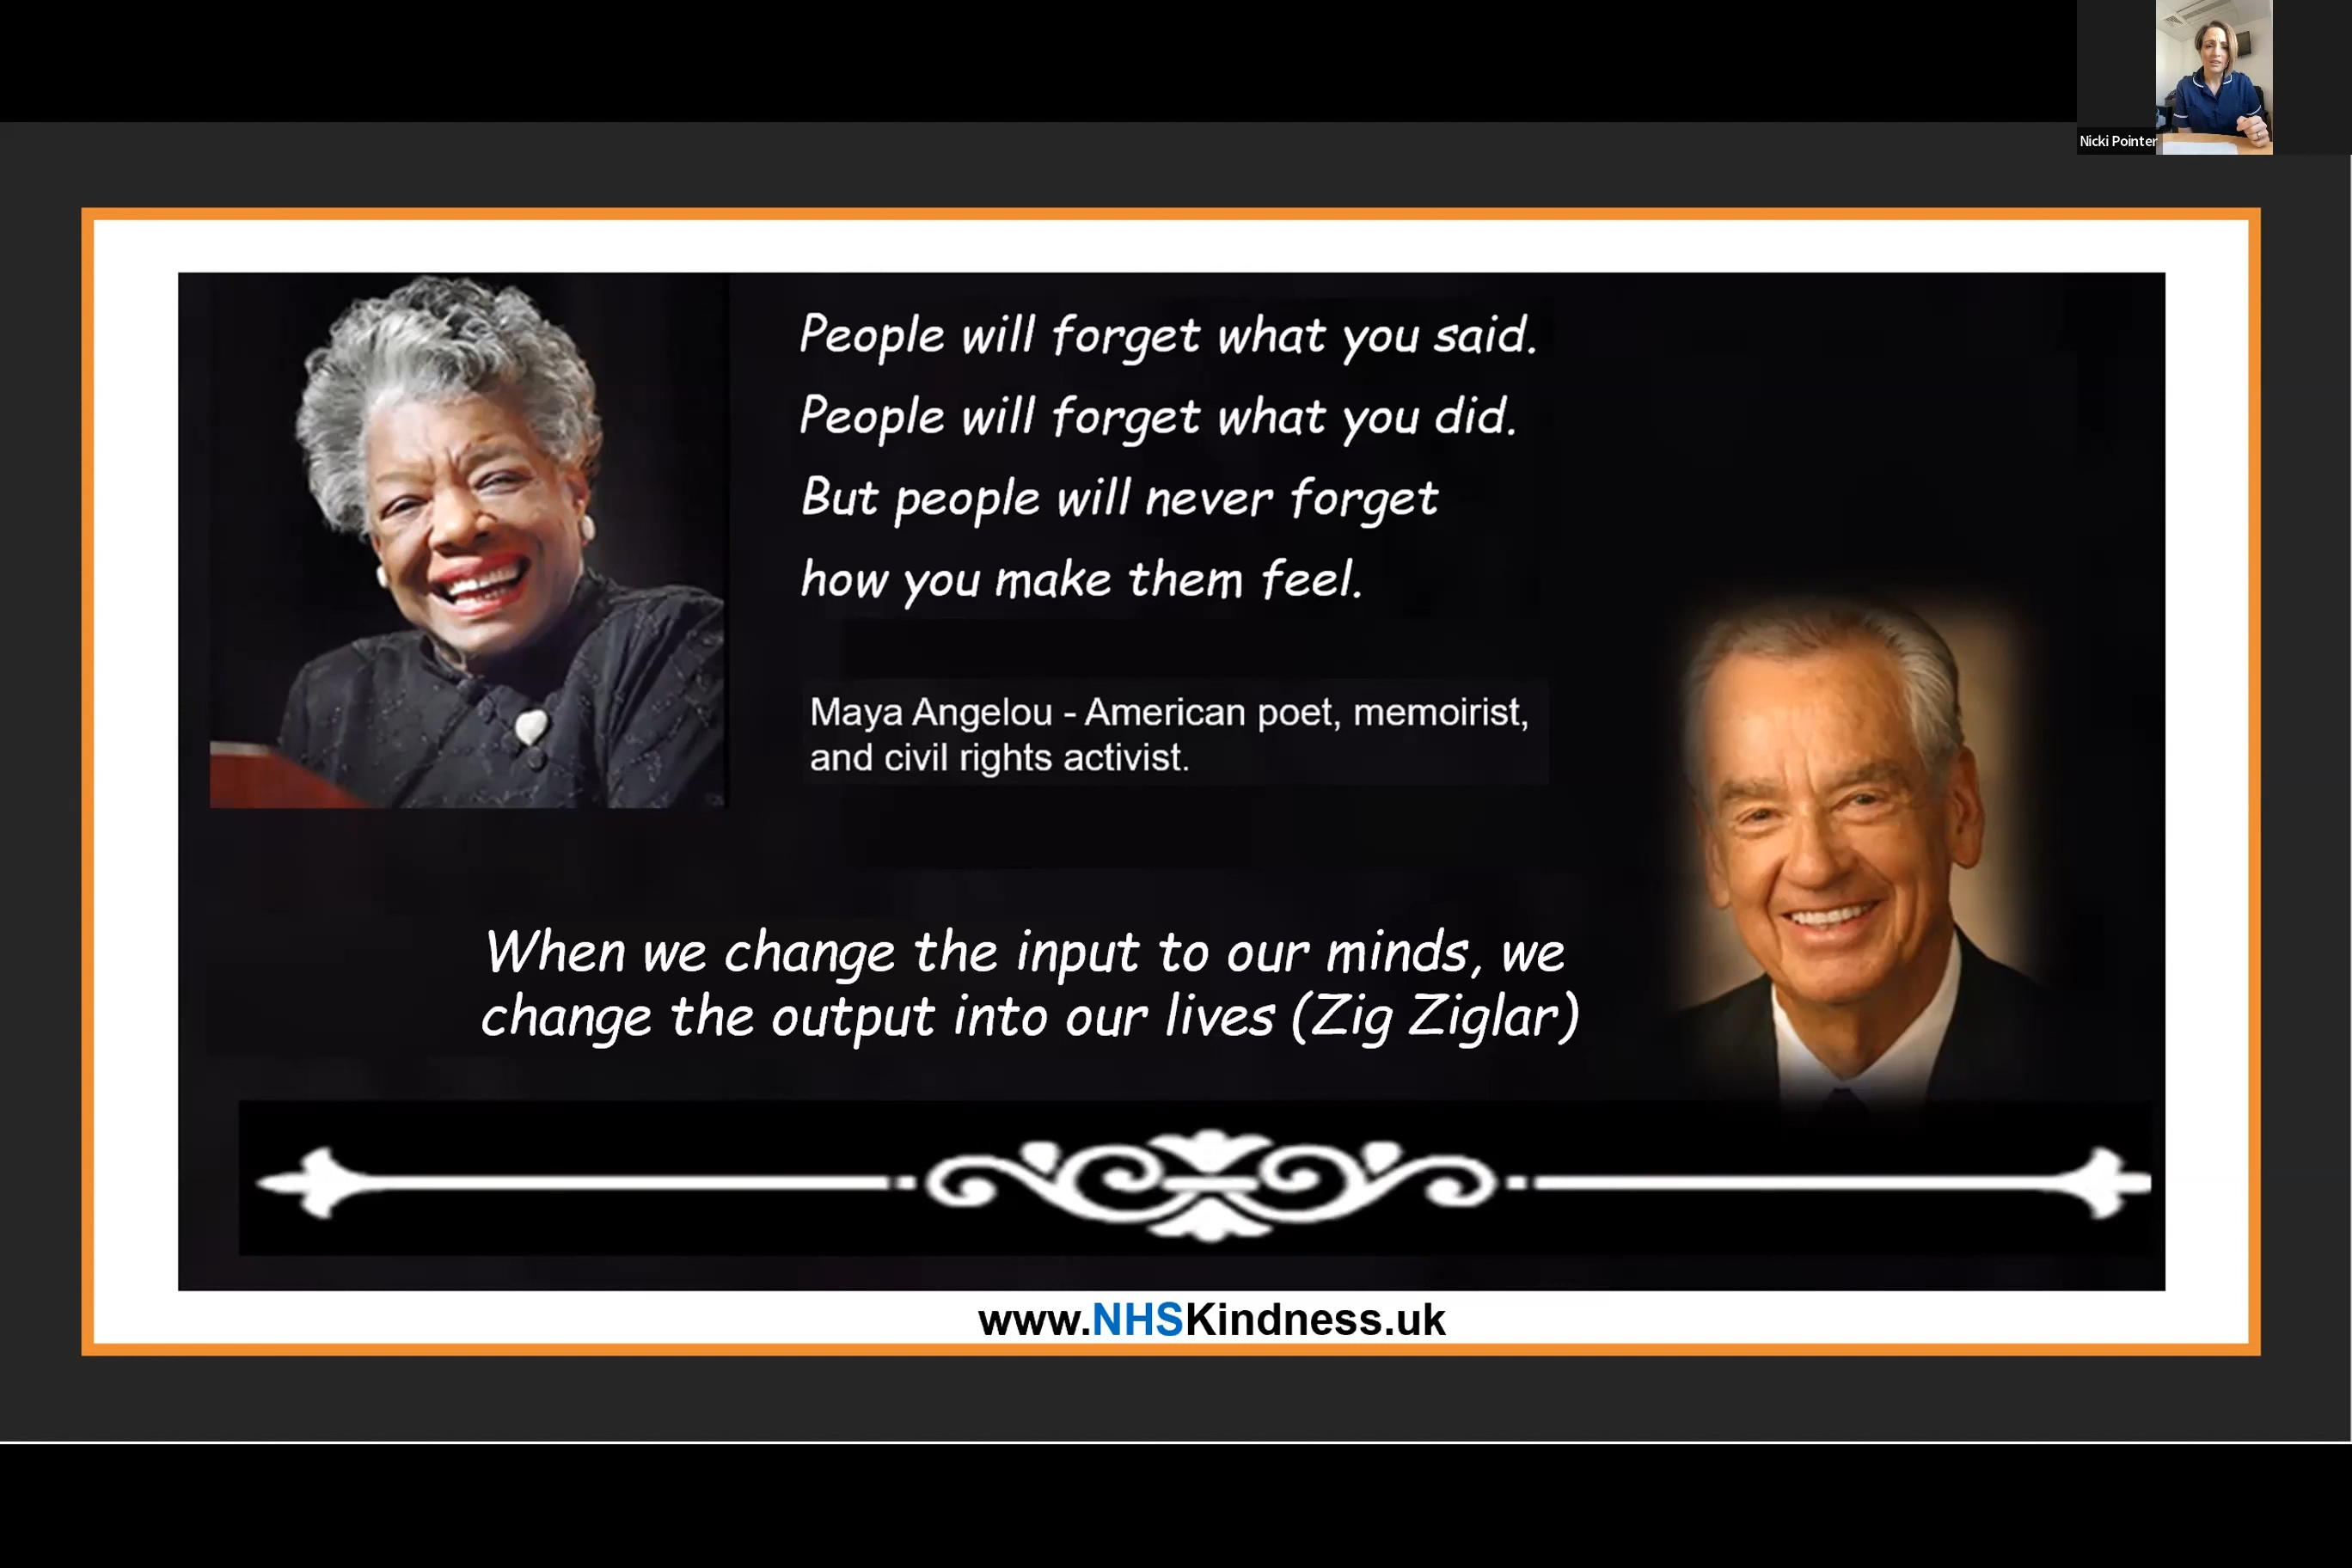 Nicki Pointer
People will forget what you said.
People will forget what you did.
But people will never forget
how you make them feel.
Maya Angelou - American poet, memoirist,
and civil rights activist.
When we change the input to our minds, we
change the output into our lives (Zig Ziglar)
www.NHSKindness.uk